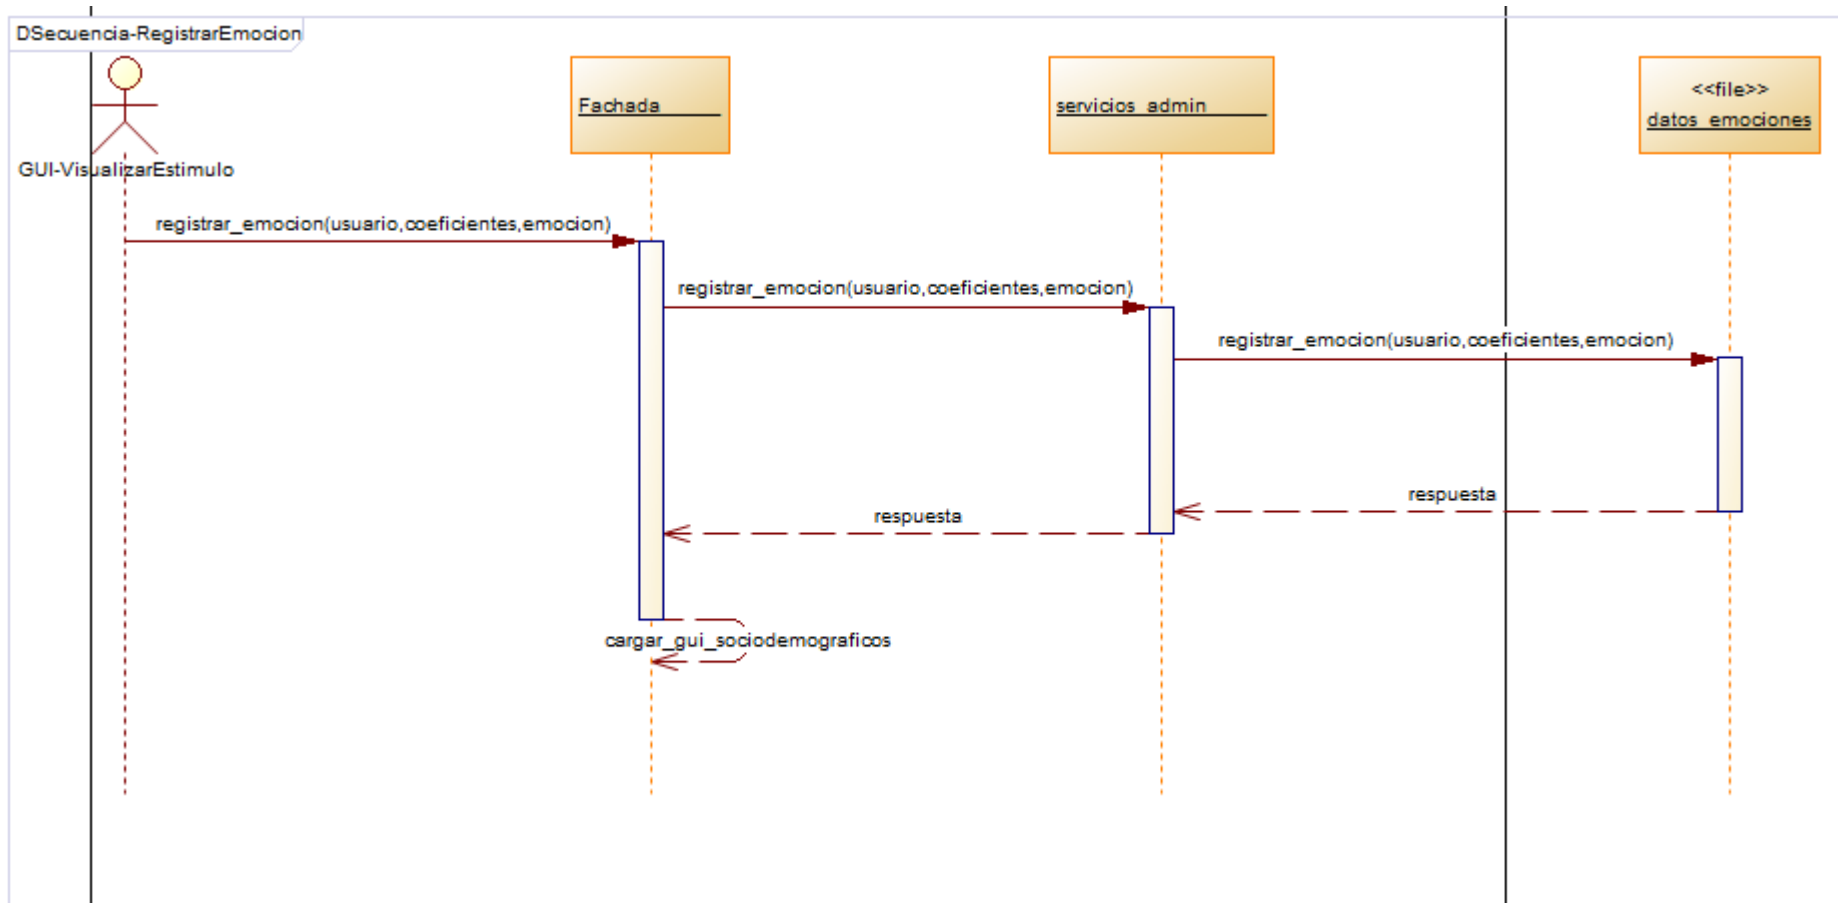 DSecuencia-RegistrarEmocion
GUI-VisualizarEstimulo
Fachada
servicios_admin
<<file>>
datos_emociones
registrar_emocion(usuario,coeficientes,emocion)
registrar_emocion(usuario,coeficientes,emocion)
registrar_emocion(usuario,coeficientes,emocion)
respuesta
respuesta
cargar_gui_sociodemograficos